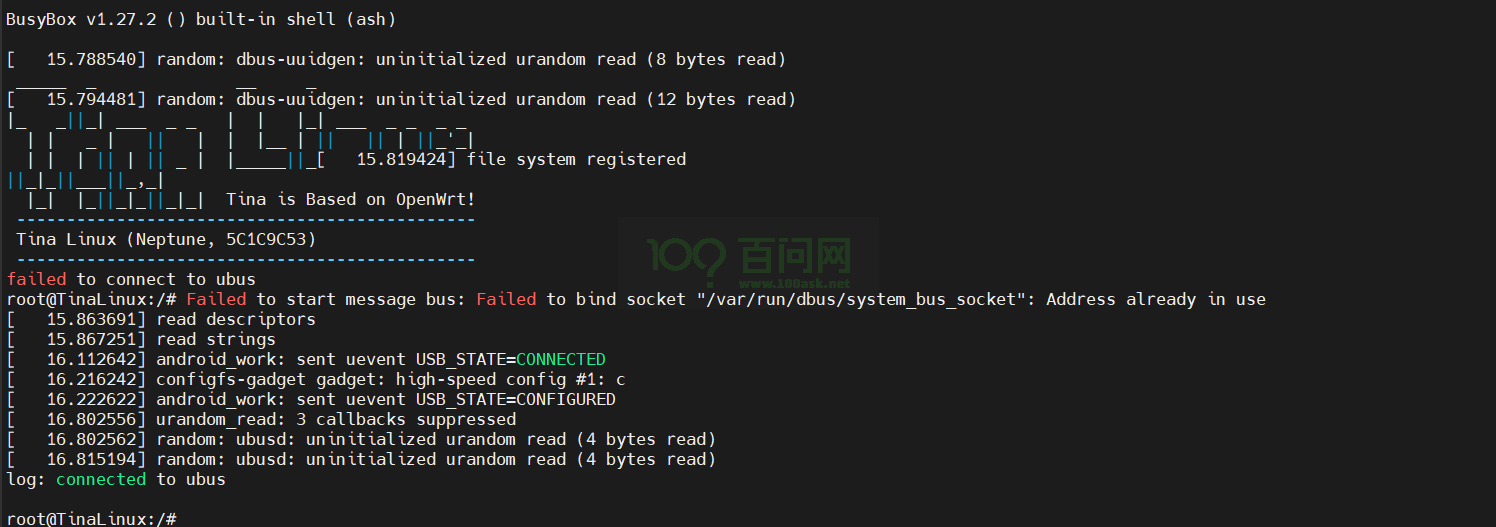 BusyBox v1.27.2 () built-in shell (ash)
[   15.788540] random: dbus-uuidgen: uninitialized urandom read (8 bytes read)
[   15.794481] random: dbus-uuidgen: uninitialized urandom read (12 bytes read)
[   15.819424] file system registered
Tina is Based on OpenWrt!
Tina Linux (Neptune, 5C1C9C53)
failed to connect to ubus
root@TinaLinux:/# Failed to start message bus: Failed to bind socket "/var/run/dbus/system_bus_socket": Address already in use
[   15.863691] read descriptors
[   15.867251] read strings
[   16.112642] android_work: sent uevent USB_STATE=CONNECTED
[   16.216242] configfs-gadget gadget: high-speed config #1: c
[   16.222622] android_work: sent uevent USB_STATE=CONFIGURED
[   16.802556] urandom_read: 3 callbacks suppressed
[   16.802562] random: ubusd: uninitialized urandom read (4 bytes read)
[   16.815194] random: ubusd: uninitialized urandom read (4 bytes read)
log: connected to ubus
root@TinaLinux:/#
百问网
www.100ask.net